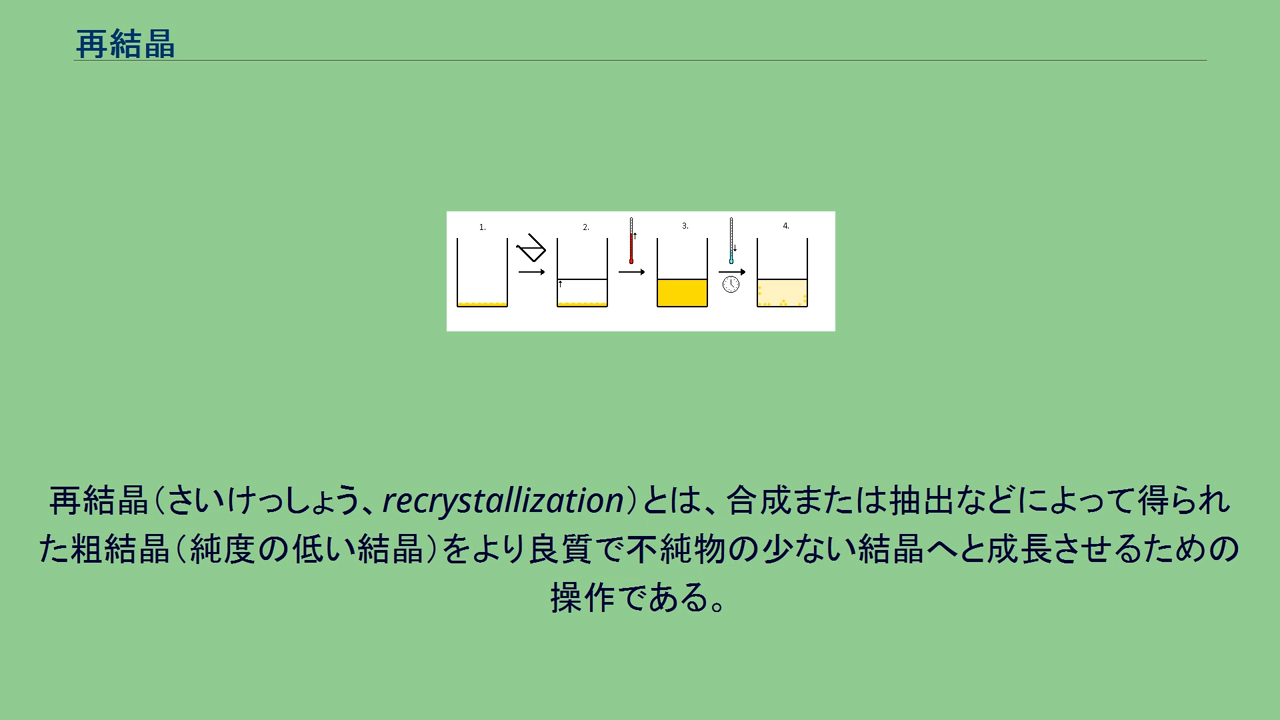 再結晶
1.
2.
3.
4.
再結晶（さいけっしょう、recrystallization）とは、合成または抽出などによって得られ
た粗結晶（純度の低い結晶）をより良質で不純物の少ない結晶へと成長させるための
操作である。